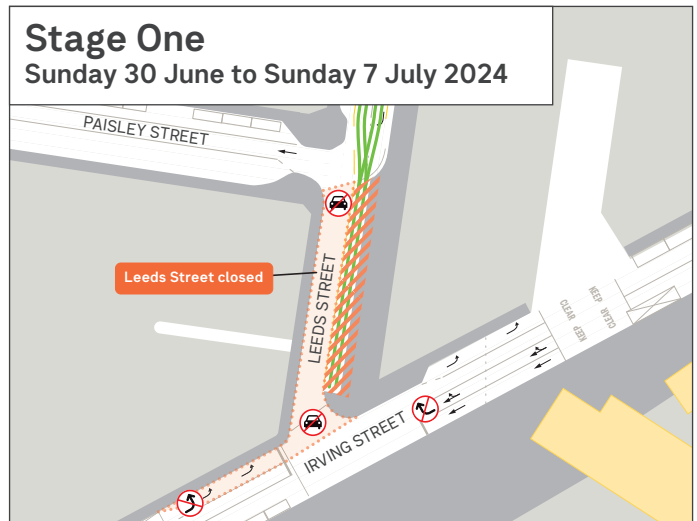 Stage One
Sunday 30 June to Sunday 7 July 2024
PAISLEY STREET
Leeds Street closed
LEEDS STREET
KEEP
CLEAR
KEEP
CLEAR
IRVING STREET